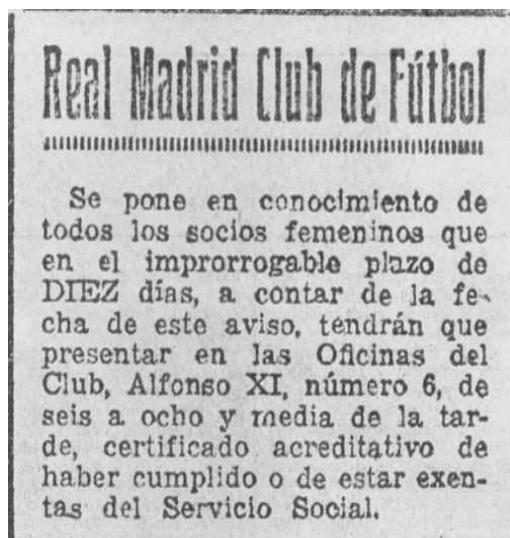 Real Madrid Club de Fútbol
Se pone en conocimiento de
todos los socios femeninos que
en el improrrogable plazo de
DIEZ días, a contar de la fe-
cha de este aviso, tendrán que
presentar en las Oficinas del
Club, Alfonso XI, número 6, de
seis a ocho y media de la tar-
de, certificado acreditativo de
haber cumplido o de estar exen-
tas del Servicio Social.